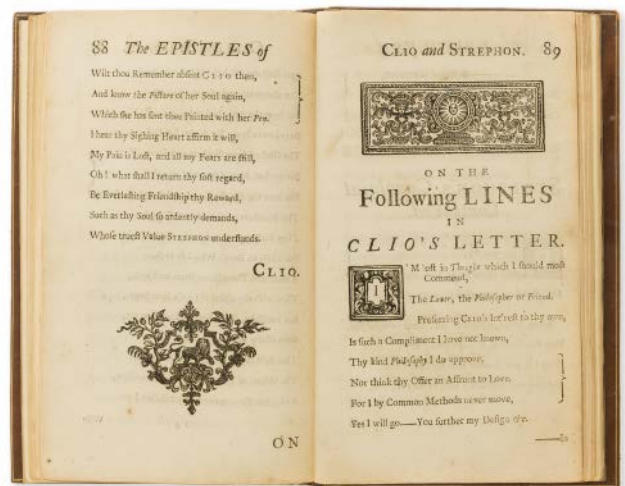 88 The EPISTLES of
Wilt thou Remember absent CLIO then,
And know the Picture of her Soul again,
Which she has sent thee Painted with her Pen.
I hear thy Sighing Heart affirm it will,
My Pain is Lost, and all my Fears are still,
Oh! what shall I return thy soft regard,
Be Everlasting Friendship thy Reward,
Such as thy Soul so ardently demands,
Whose truest Value STREPHON understands.
CLIO.
ON
CLIO and STREPHON. 89
ON THE
Following LINES
IN
CLIO'S LETTER.
I'M lost in Thought which I should most
Commend,
The Lover, the Philosopher or Friend.
Preferring CLIO's Int'rest to thy own,
Is such a Compliment I have not known,
Thy kind Philosophy I do approve,
Nor think thy Offer an Affront to Love.
For I by Common Methods never move,
Yes I will go——You further my Design